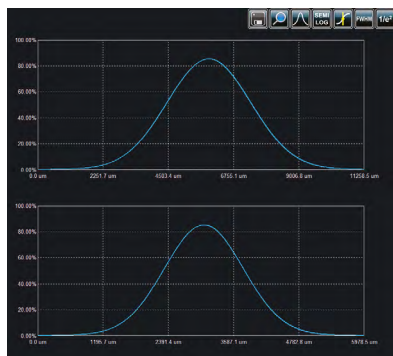 SEMI
LOG
FWHM
1/e²
100.00%
80.00%
60.00%
40.00%
20.00%
0.00%
0.0 um 2251.7 um 4503.4 um 6755.1 um 9006.8 um 11258.5 um
100.00%
80.00%
60.00%
40.00%
20.00%
0.00%
0.0 um 1195.7 um 2391.4 um 3587.1 um 4782.8 um 5978.5 um